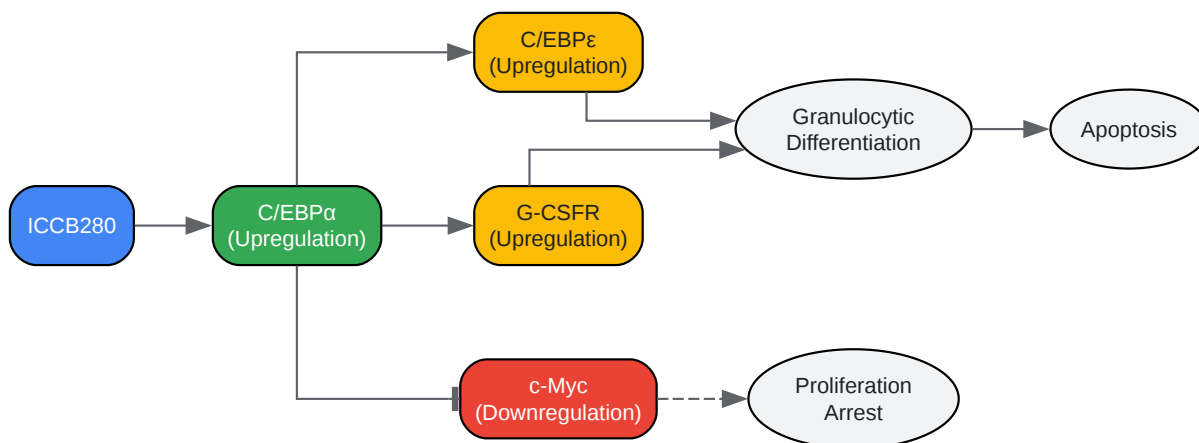 C/EBPε
(Upregulation)
Granulocytic
Differentiation
Apoptosis
ICCB280
C/EBPα
(Upregulation)
G-CSFR
(Upregulation)
c-Myc
(Downregulation)
Proliferation
Arrest